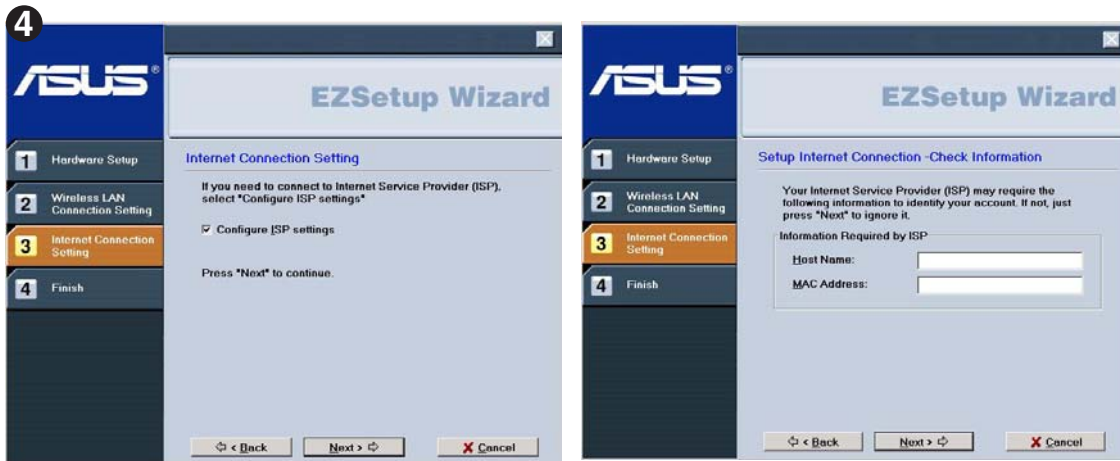 4
ASUS®
EZSetup Wizard
1 Hardware Setup
2 Wireless LAN
Connection Setting
3 Internet Connection
Setting
4 Finish
Internet Connection Setting
If you need to connect to Internet Service Provider (ISP),
select "Configure ISP settings"
Configure ISP settings
Press "Next" to continue.
< Back
Next >
Cancel
ASUS®
EZSetup Wizard
1 Hardware Setup
2 Wireless LAN
Connection Setting
3 Internet Connection
Setting
4 Finish
Setup Internet Connection -Check Information
Your Internet Service Provider (ISP) may require the
following information to identify your account. If not, just
press "Next" to ignore it.
Information Required by ISP
Host Name:
MAC Address:
< Back
Next >
Cancel